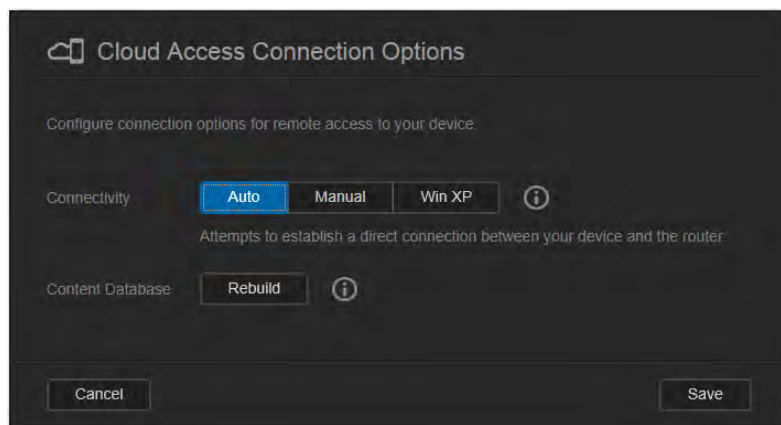 Cloud Access Connection Options
Configure connection options for remote access to your device.
Connectivity Auto Manual Win XP
Attempts to establish a direct connection between your device and the router.
Content Database Rebuild
Cancel Save